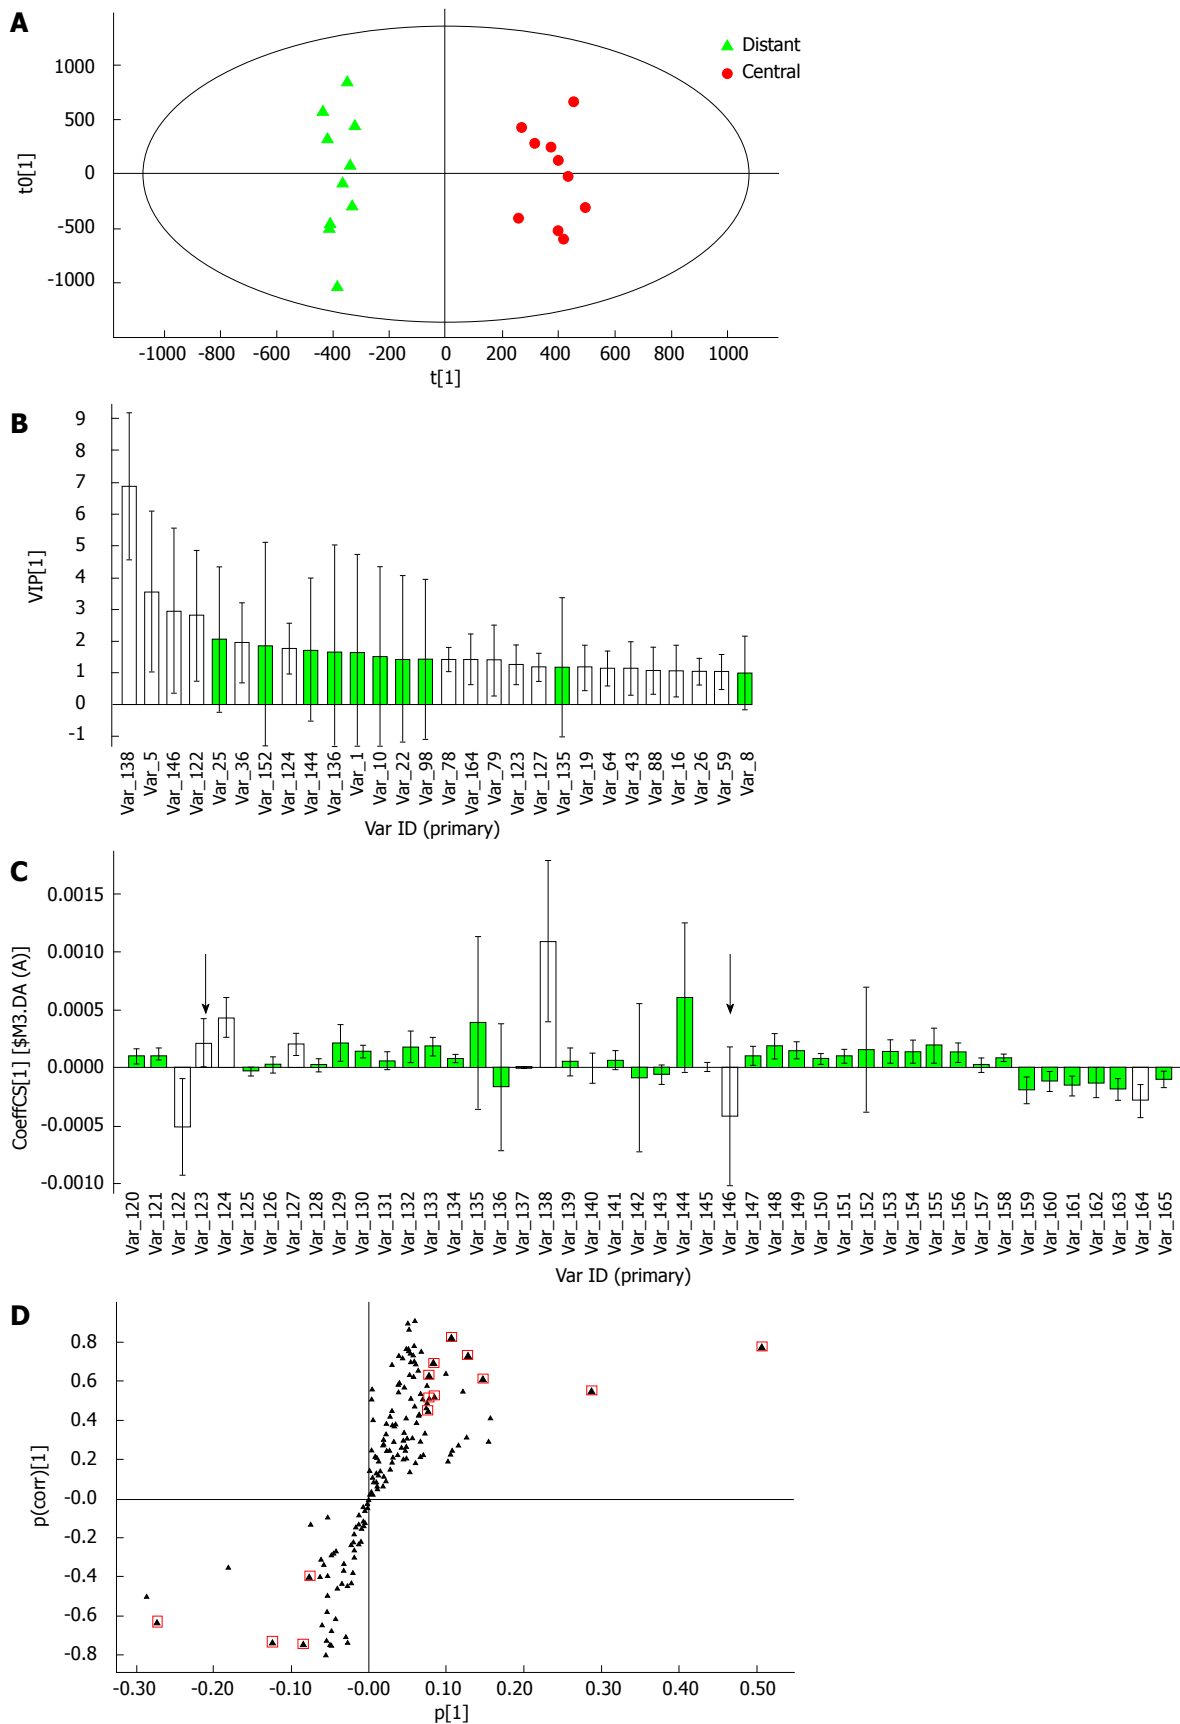 A
Distant
Central
1000
500
0
-500
-1000
t0[1]
-1000 -800 -600 -400 -200 0 200 400 600 800 1000
t[1]
B
9
8
7
6
5
4
3
2
1
0
-1
VIP[1]
Var_138 Var_5 Var_146 Var_122 Var_25 Var_36 Var_152 Var_124 Var_144 Var_136 Var_1 Var_10 Var_22 Var_98 Var_78 Var_164 Var_79 Var_123 Var_127 Var_135 Var_19 Var_64 Var_43 Var_88 Var_16 Var_26 Var_59 Var_8
Var ID (primary)
C
0.0015
0.0010
0.0005
0.0000
-0.0005
-0.0010
CoeffCS[1] [$M3.DA (A)]
Var_120 Var_121 Var_122 Var_123 Var_124 Var_125 Var_126 Var_127 Var_128 Var_129 Var_130 Var_131 Var_132 Var_133 Var_134 Var_135 Var_136 Var_137 Var_138 Var_139 Var_140 Var_141 Var_142 Var_143 Var_144 Var_145 Var_146 Var_147 Var_148 Var_149 Var_150 Var_151 Var_152 Var_153 Var_154 Var_155 Var_156 Var_157 Var_158 Var_159 Var_160 Var_161 Var_162 Var_163 Var_164 Var_165
Var ID (primary)
D
0.8
0.6
0.4
0.2
-0.0
-0.2
-0.4
-0.6
-0.8
p(corr)[1]
-0.30 -0.20 -0.10 -0.00 0.10 0.20 0.30 0.40 0.50
p[1]